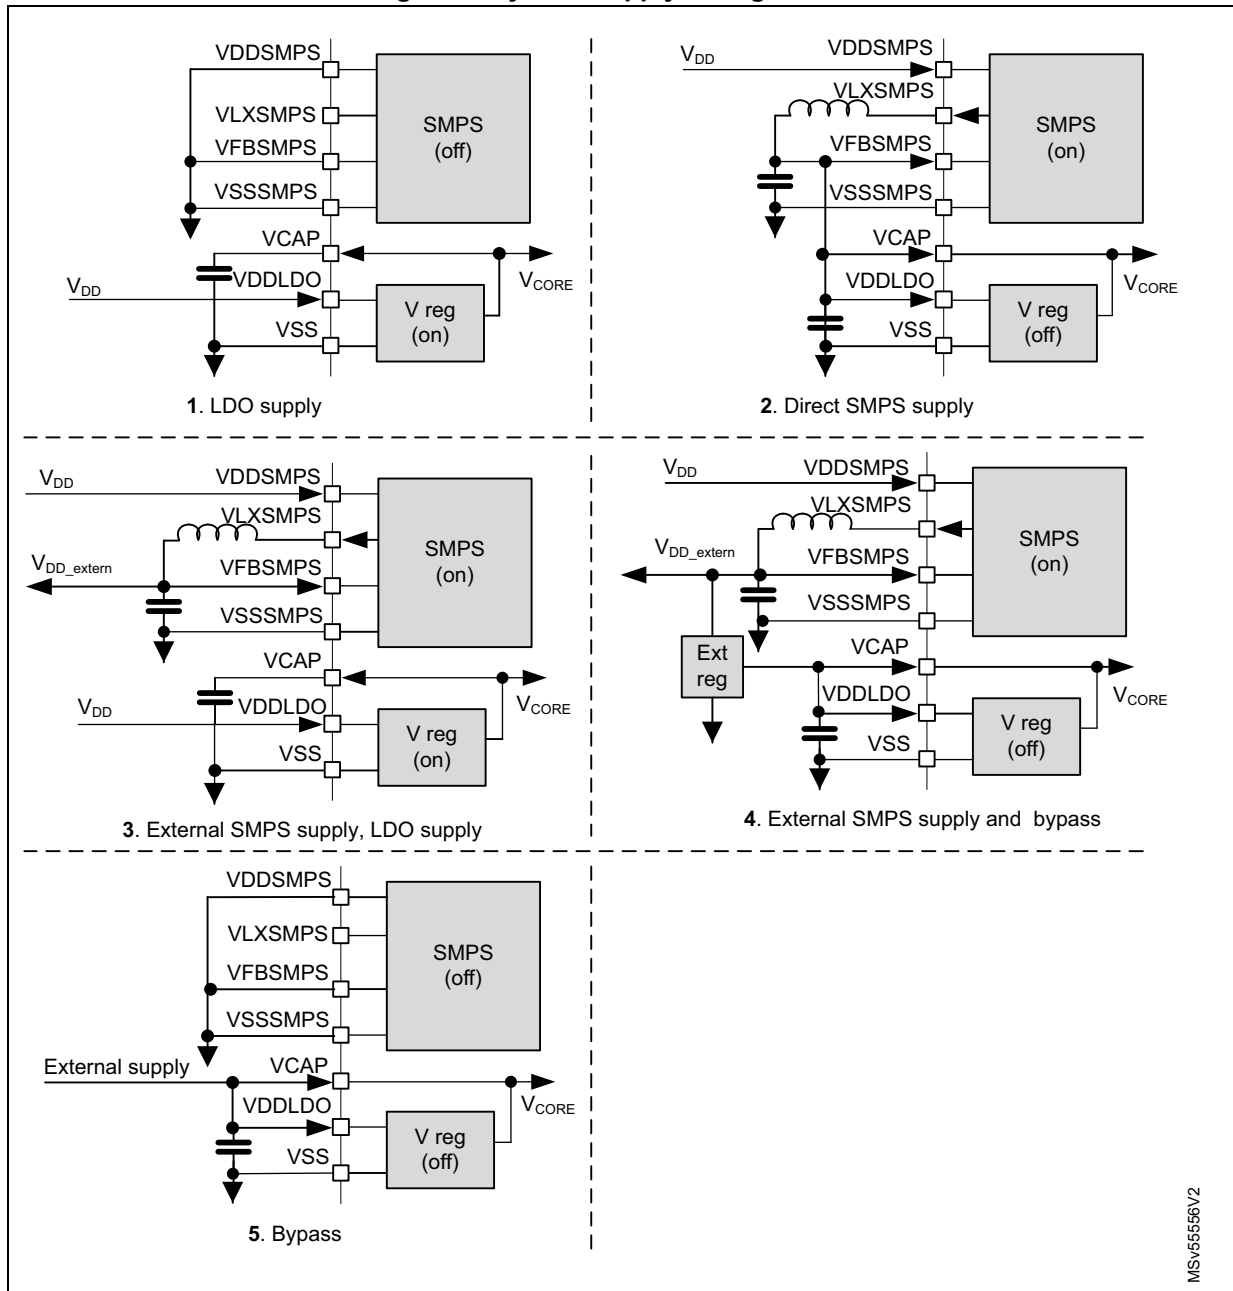 VDDSMPS
VLXSMPS
VFBSMPS
VSSSMPS
SMPS
(off)
VCAP
VDD
VDDLDO
VSS
V reg
(on)
VCORE
1. LDO supply
VDD
VDDSMPS
VLXSMPS
VFBSMPS
VSSSMPS
SMPS
(on)
VCAP
VDDLDO
VSS
V reg
(off)
VCORE
2. Direct SMPS supply
VDD
VDDSMPS
VLXSMPS
VDD_extern
VFBSMPS
VSSSMPS
SMPS
(on)
VCAP
VDD
VDDLDO
VSS
V reg
(on)
VCORE
3. External SMPS supply, LDO supply
VDD
VDDSMPS
VLXSMPS
VDD_extern
VFBSMPS
VSSSMPS
SMPS
(on)
Ext
reg
VCAP
VDDLDO
VSS
V reg
(off)
VCORE
4. External SMPS supply and bypass
VDDSMPS
VLXSMPS
VFBSMPS
VSSSMPS
SMPS
(off)
External supply
VCAP
VDDLDO
VSS
V reg
(off)
VCORE
5. Bypass
MSv55556V2